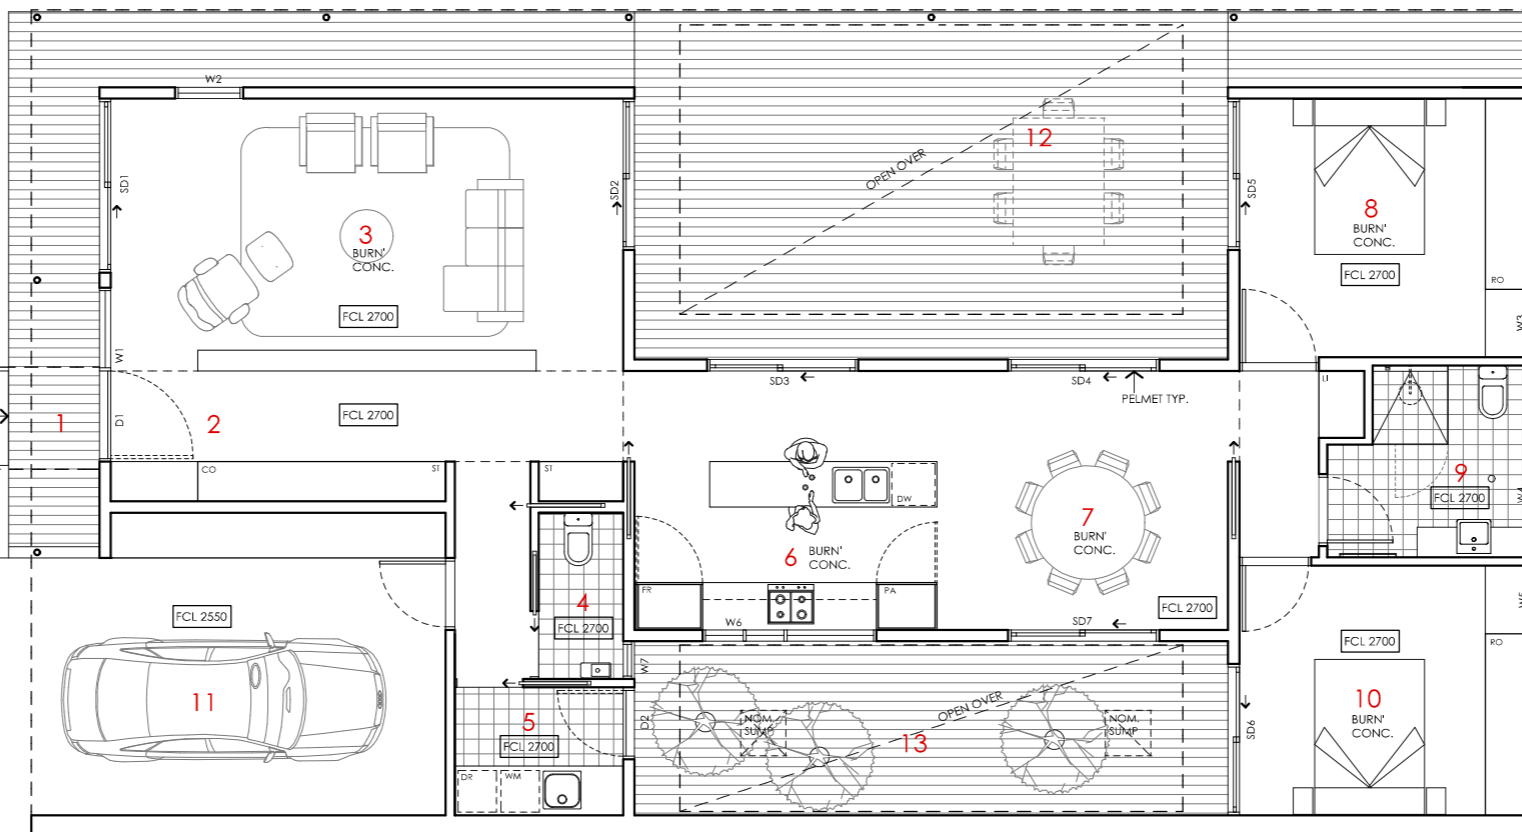 W2
SD1
SD2
3
BURN'
CONC.
FCL 2700
W1
OPEN OVER
12
SD5
8
BURN'
CONC.
FCL 2700
RO
W3
SD3
SD4
PELMET TYP.
1
D1
2
FCL 2700
CO
ST
ST
LI
9
FCL 2700
DW
6
BURN'
CONC.
7
BURN'
CONC.
FR
PA
FCL 2700
W6
SD7
4
FCL 2700
W7
FCL 2550
11
5
FCL 2700
D2
DR
WM
NOM.
SUMP
OPEN OVER
13
NOM.
SUMP
SD6
FCL 2700
10
BURN'
CONC.
RO
W5